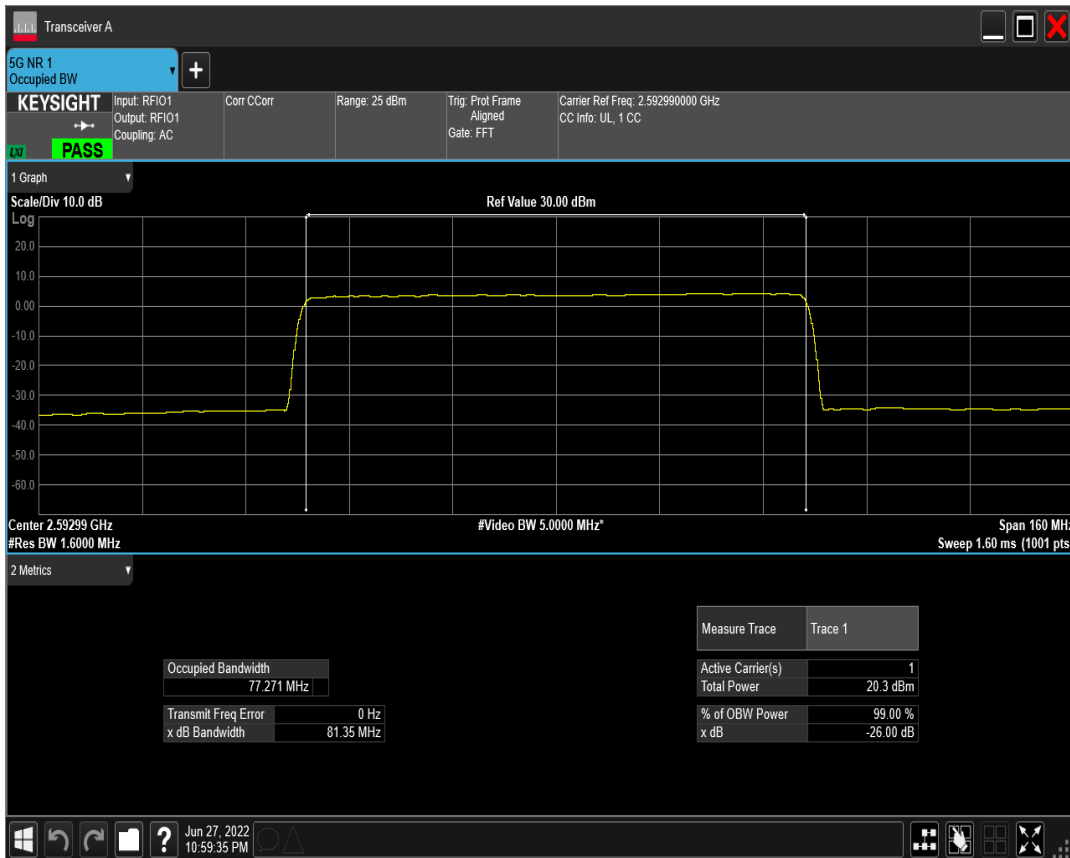 Transceiver A
5G NR 1
Occupied BW
KEYSIGHT
Input: RFIO1
Output: RFIO1
Coupling: AC
Corr CCorr
Range: 25 dBm
Trig: Prot Frame
Aligned
Gate: FFT
Carrier Ref Freq: 2.592990000 GHz
CC Info: UL, 1 CC
LXI
PASS
1 Graph
Scale/Div 10.0 dB
Ref Value 30.00 dBm
Log
20.0
10.0
0.00
-10.0
-20.0
-30.0
-40.0
-50.0
-60.0
Center 2.59299 GHz
#Video BW 5.0000 MHz*
Span 160 MHz
#Res BW 1.6000 MHz
Sweep 1.60 ms (1001 pts
2 Metrics
Measure Trace Trace 1
Occupied Bandwidth
77.271 MHz
Active Carrier(s) 1
Total Power 20.3 dBm
Transmit Freq Error 0 Hz
x dB Bandwidth 81.35 MHz
% of OBW Power 99.00 %
x dB -26.00 dB
Jun 27, 2022
10:59:35 PM